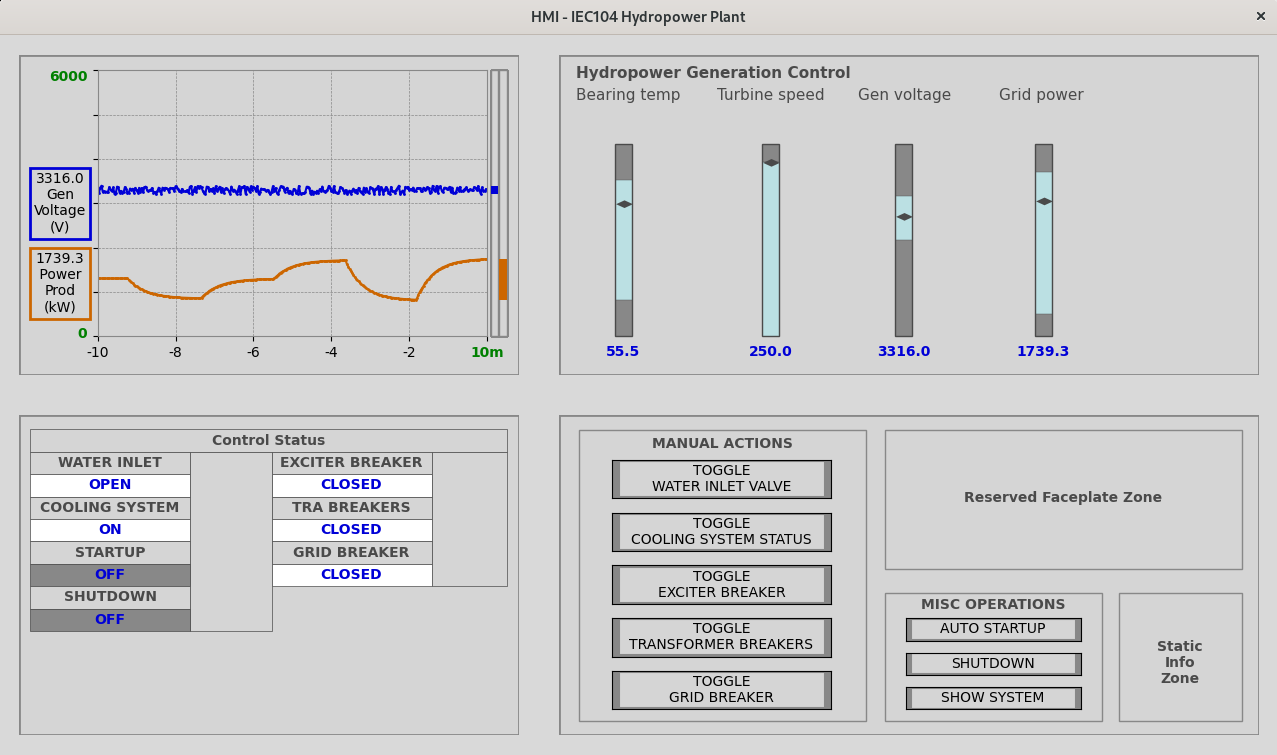 HMI - IEC104 Hydropower Plant
×
6000
3316.0
Gen
Voltage
(V)
1739.3
Power
Prod
(kW)
0
-10 -8 -6 -4 -2 10m
Hydropower Generation Control
Bearing temp Turbine speed Gen voltage Grid power
55.5 250.0 3316.0 1739.3
Control Status
WATER INLET EXCITER BREAKER
OPEN CLOSED
COOLING SYSTEM TRA BREAKERS
ON CLOSED
STARTUP GRID BREAKER
OFF CLOSED
SHUTDOWN
OFF
MANUAL ACTIONS
TOGGLE
WATER INLET VALVE
TOGGLE
COOLING SYSTEM STATUS
TOGGLE
EXCITER BREAKER
TOGGLE
TRANSFORMER BREAKERS
TOGGLE
GRID BREAKER
Reserved Faceplate Zone
MISC OPERATIONS
AUTO STARTUP
SHUTDOWN
SHOW SYSTEM
Static
Info
Zone